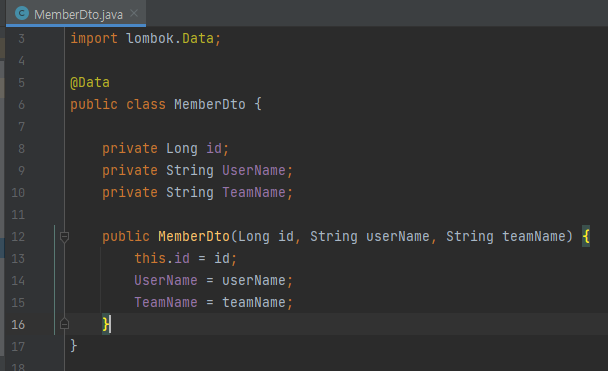 MemberDto.java
3 import lombok.Data;
4
5 @Data
6 public class MemberDto {
7
8 private Long id;
9 private String UserName;
10 private String TeamName;
11
12 public MemberDto(Long id, String userName, String teamName) {
13 this.id = id;
14 UserName = userName;
15 TeamName = teamName;
16 }
17 }
18